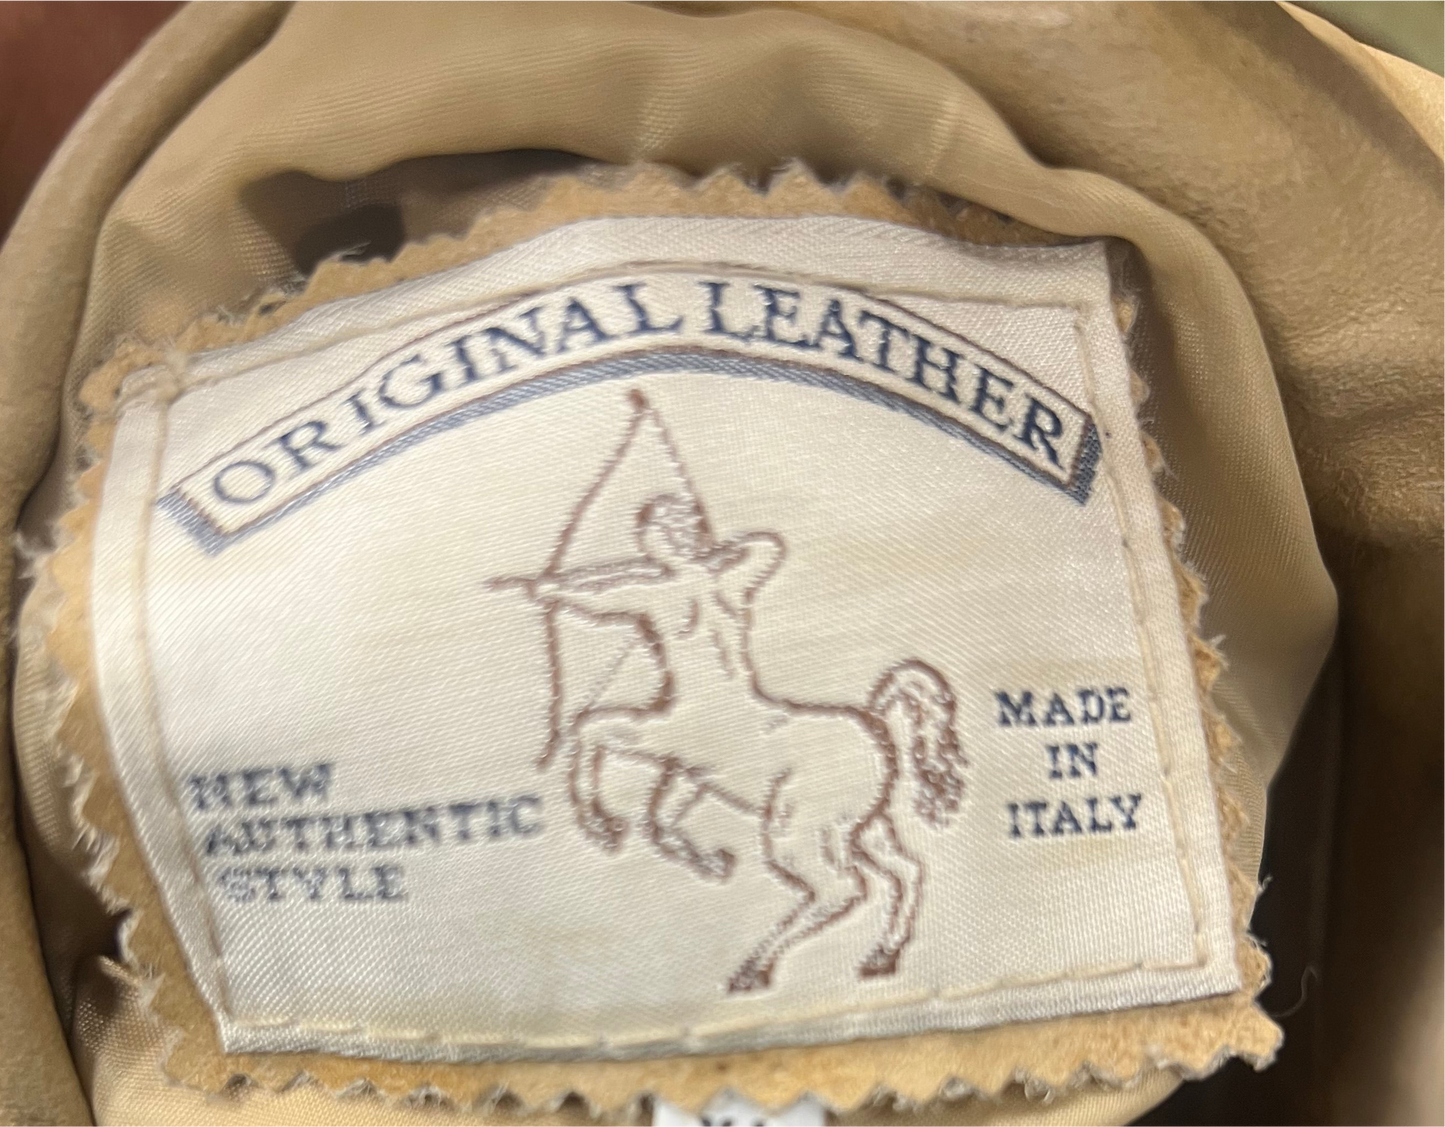 ORIGINAL LEATHER
NEW
AUTHENTIC
STYLE
MADE
IN
ITALY